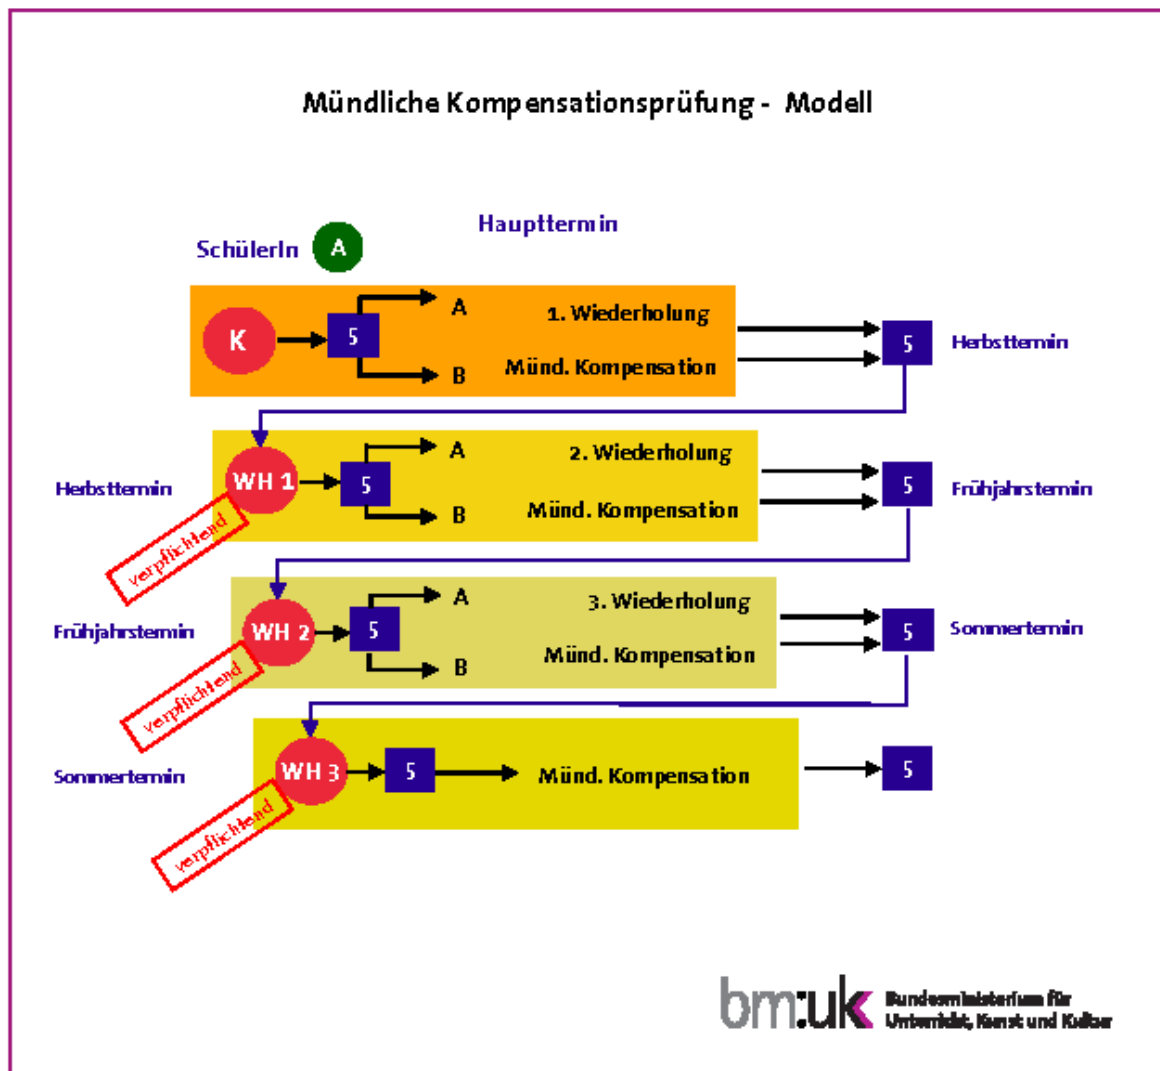 Mündliche Kompensationsprüfung - Modell
Haupttermin
SchülerIn A
K 5 A 1. Wiederholung 5 Herbsttermin
B Münd. Kompensation
Herbsttermin WH 1 5 A 2. Wiederholung 5 Frühjahrstermin
B Münd. Kompensation
verpflichtend
Frühjahrstermin WH 2 5 A 3. Wiederholung 5 Sommertermin
B Münd. Kompensation
verpflichtend
Sommertermin WH 3 5 Münd. Kompensation 5
verpflichtend
bm:uk Bundesministerium für
Unterricht, Kunst und Kultur